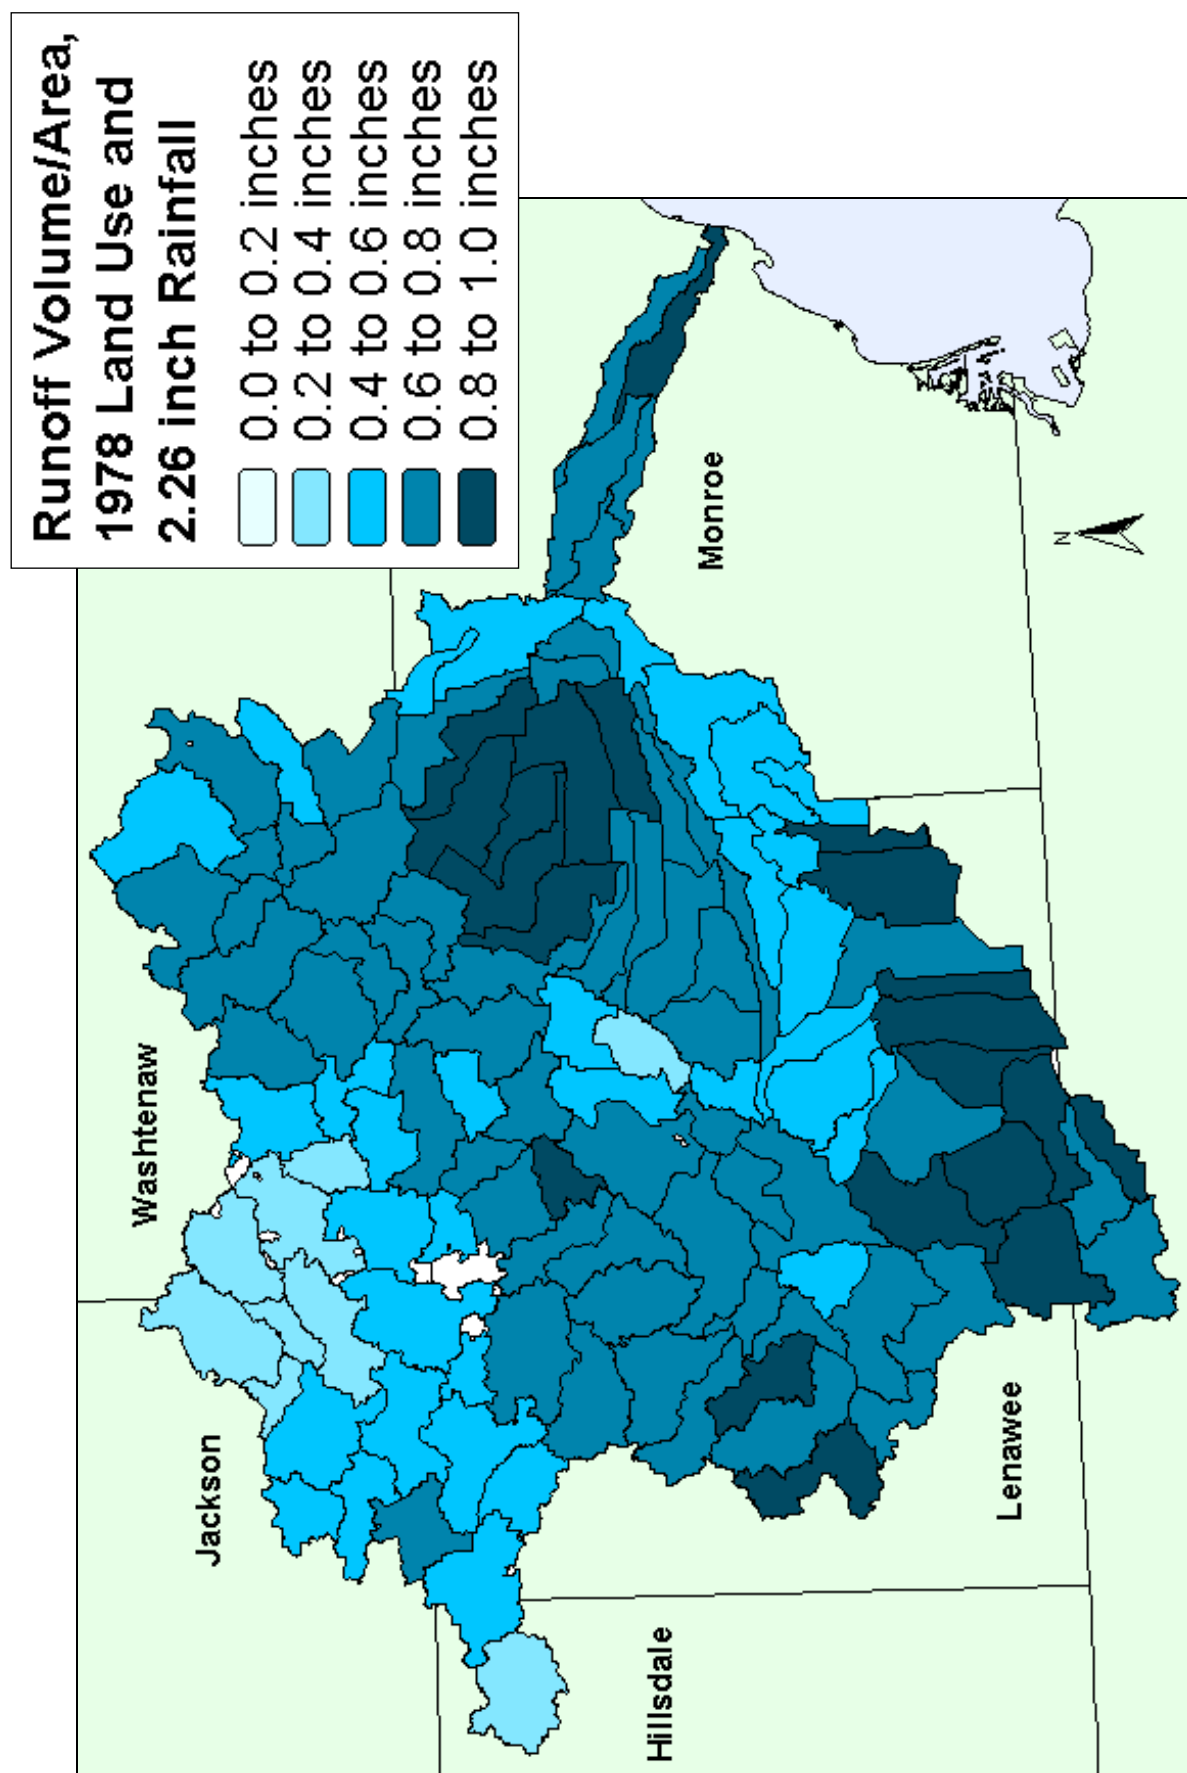 Runoff Volume/Area,
1978 Land Use and
2.26 inch Rainfall
0.0 to 0.2 inches
0.2 to 0.4 inches
0.4 to 0.6 inches
0.6 to 0.8 inches
0.8 to 1.0 inches
Washtenaw
Jackson
Monroe
Hillsdale
Lenawee
N